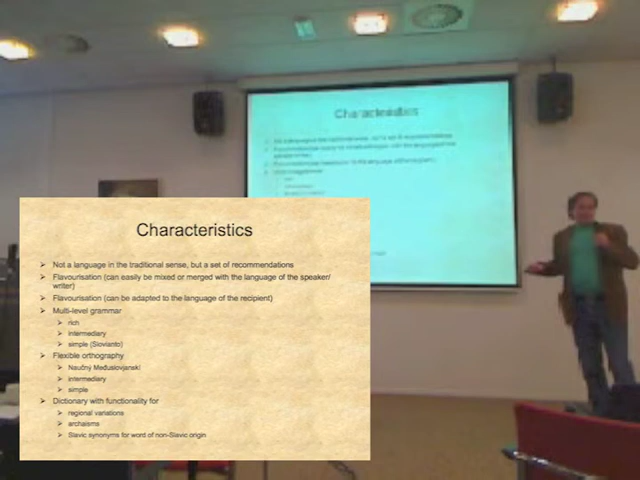 Characteristics
Characteristics
Not a language in the traditional sense, but a set of recommendations
Flavourisation (can easily be mixed or merged with the language of the speaker/
writer)
Flavourisation (can be adapted to the language of the recipient)
Multi-level grammar
rich
intermediary
simple (Slovianto)
Flexible orthography
Naučny Meduslovjanski
intermediary
simple
Dictionary with functionality for
regional variations
archaisms
Slavic synonyms for word of non-Slavic origin